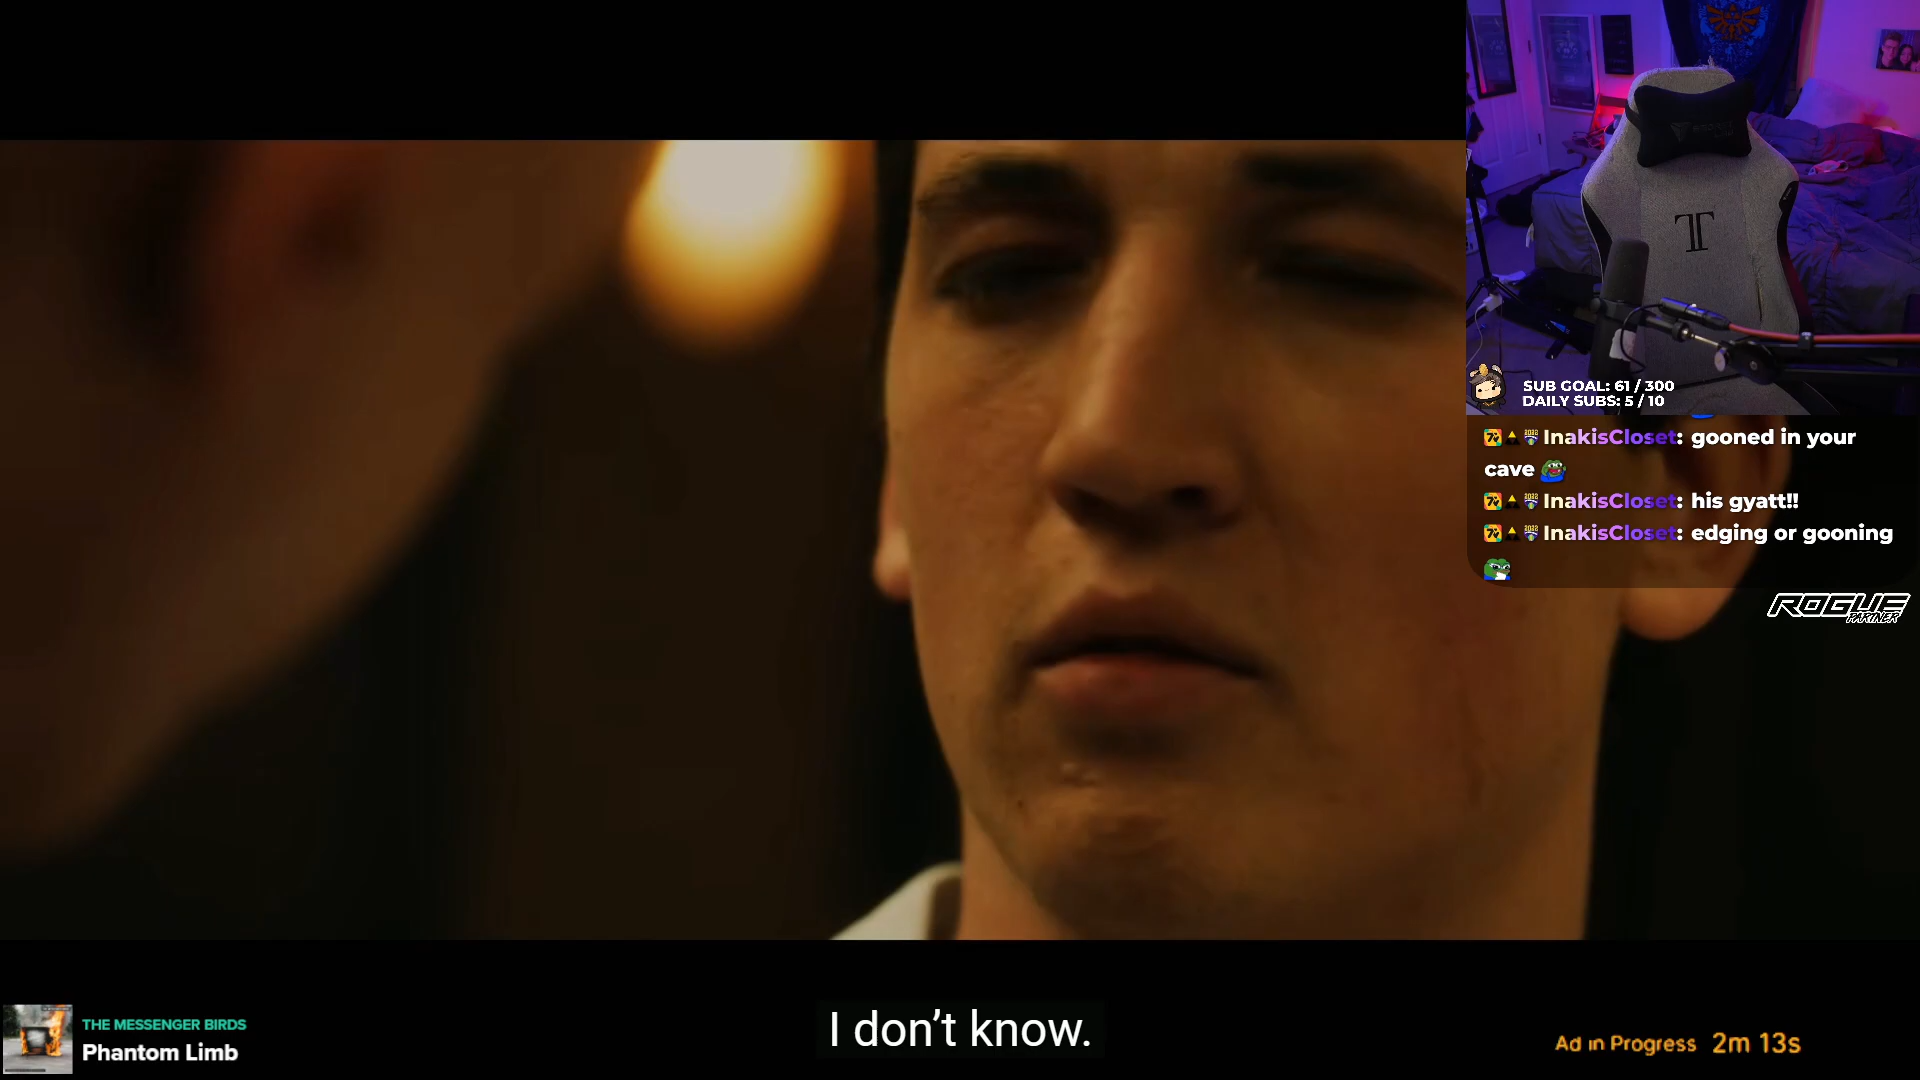 SUB GOAL: 61 / 300
DAILY SUBS: 5 / 10
InakisCloset: gooned in your
cave
InakisCloset: his gyatt!!
InakisCloset: edging or gooning
ROGUE
PARTNER
THE MESSENGER BIRDS
Phantom Limb
I don’t know.
Ad in Progress 2m 13s